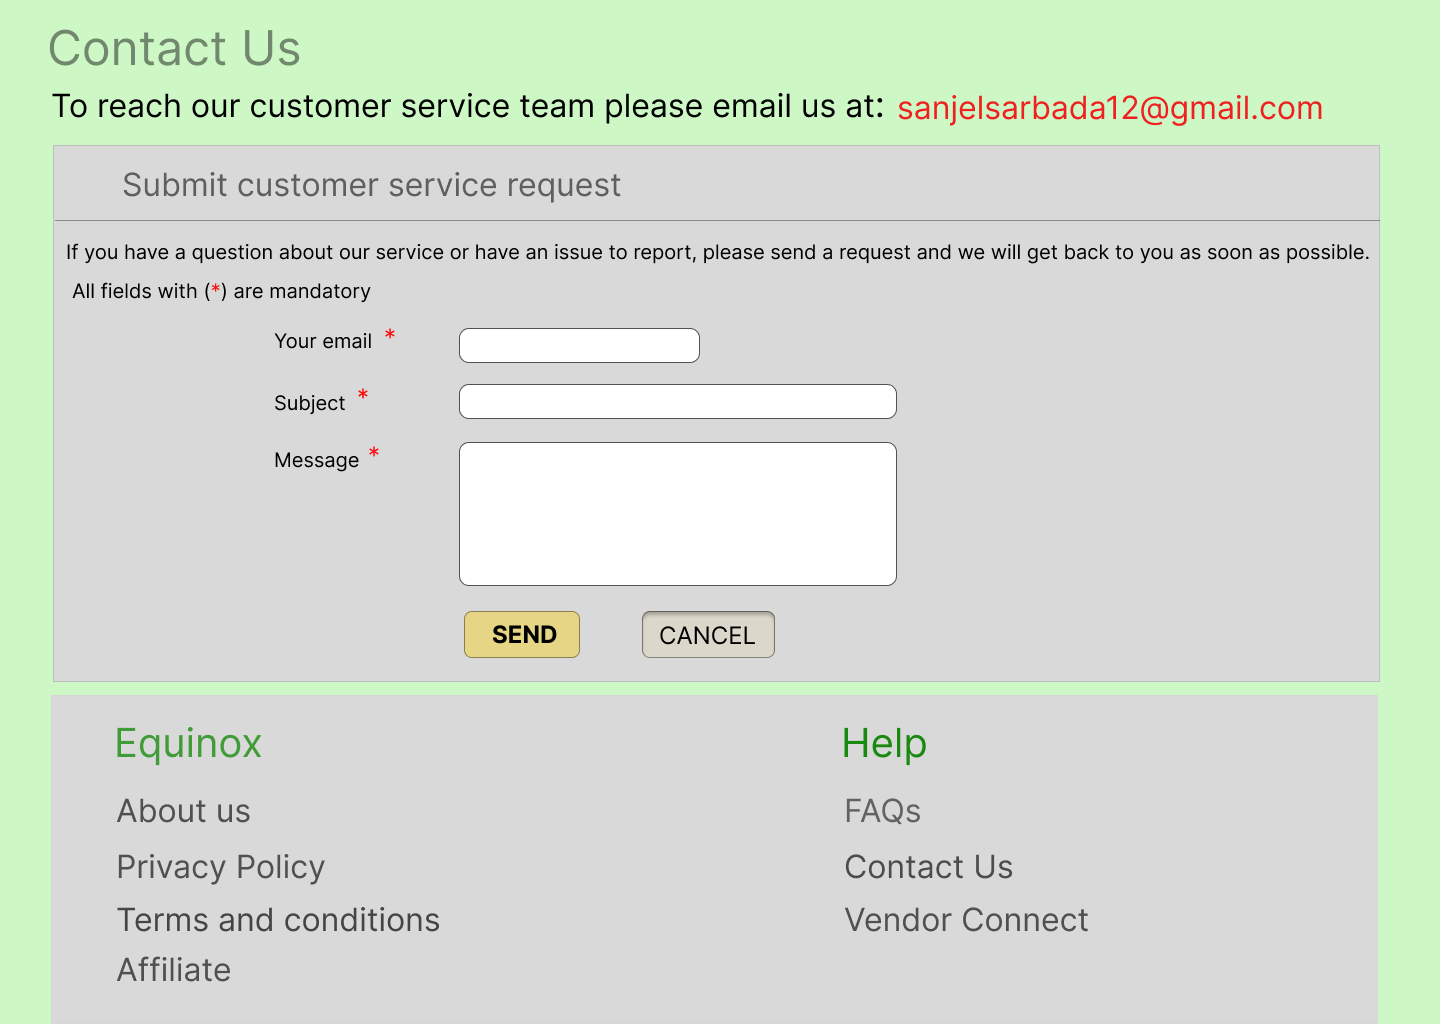 Contact Us
To reach our customer service team please email us at: sanjelsarbada12@gmail.com
Submit customer service request
If you have a question about our service or have an issue to report, please send a request and we will get back to you as soon as possible.
All fields with (*) are mandatory
Your email *
Subject *
Message *
SEND CANCEL
Equinox
About us
Privacy Policy
Terms and conditions
Affiliate
Help
FAQs
Contact Us
Vendor Connect